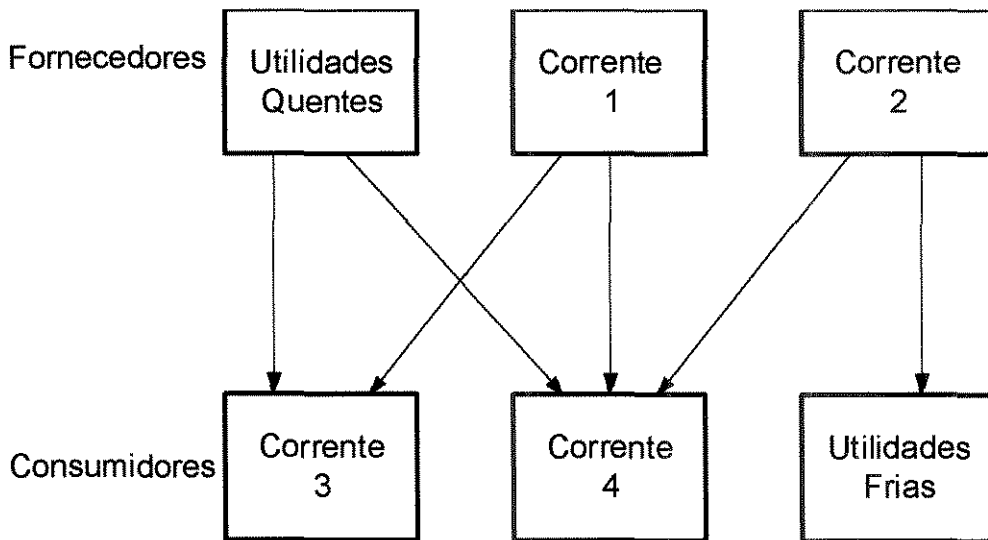 Fornecedores
Utilidades
Quentes
Corrente
1
Corrente
2
Consumidores
Corrente
3
Corrente
4
Utilidades
Frias